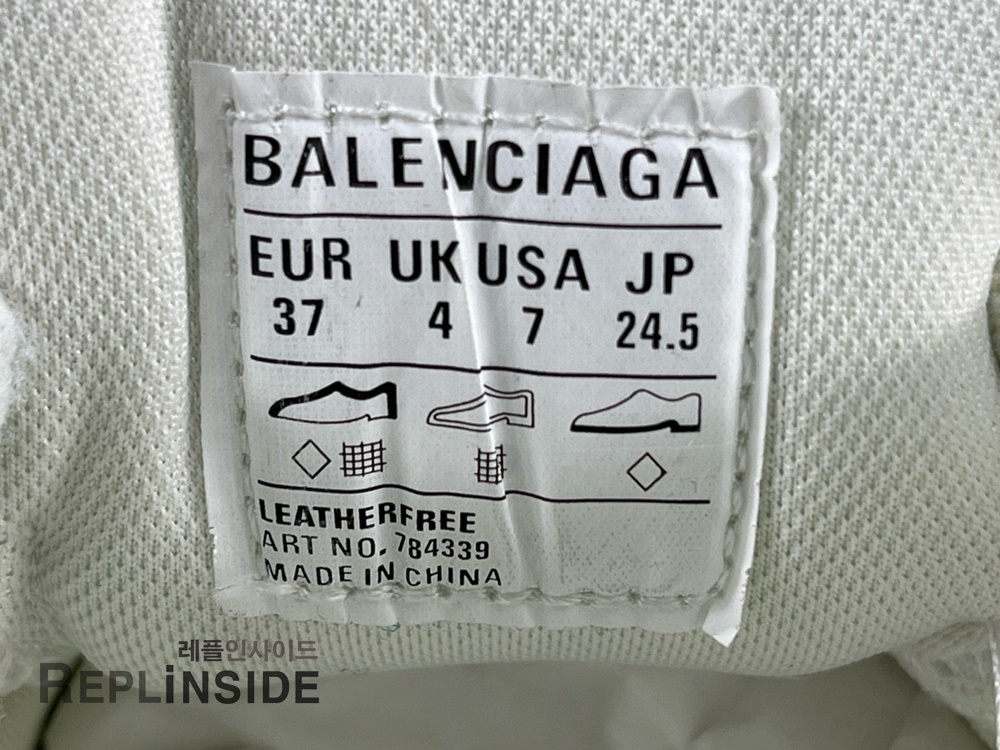 BALENCIAGA
EUR UK USA JP
37 4 7 24.5
LEATHERFREE
ART NO. 784339
MADE IN CHINA
레플인사이드
REPLiNSIDE